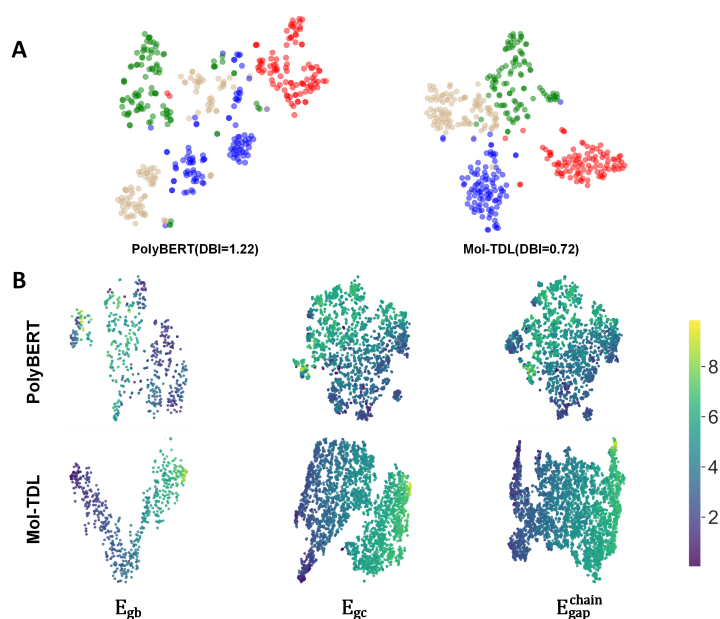 A
PolyBERT(DBI=1.22)
Mol-TDL(DBI=0.72)
B
PolyBERT
Mol-TDL
8
6
4
2
E_gb
E_gc
E_gap^chain